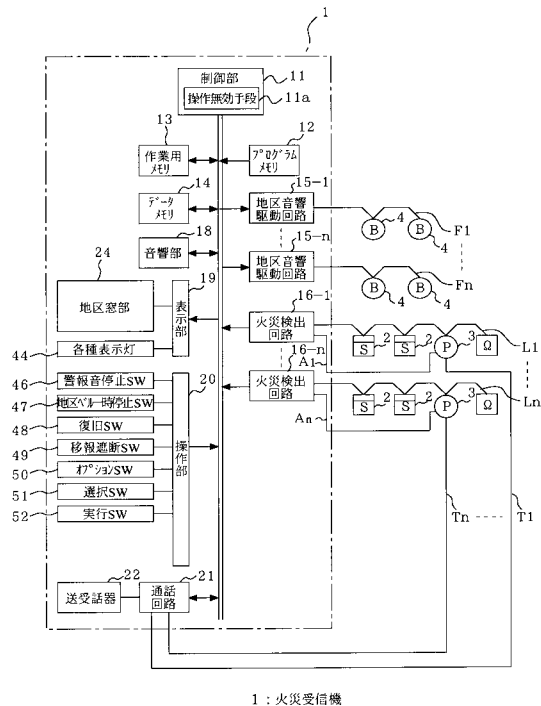 1
制御部
11
操作無効手段
11a
13
12
作業用
メモリ
プログラム
メモリ
14
15-1
データ
メモリ
地区音響
駆動回路
B
4
B
4
F1
18
音響部
15-n
地区音響
駆動回路
B
4
B
4
Fn
24
19
地区窓部
表示部
16-1
火災検出
回路
2
S
2
S
P
3
Ω
L1
A1
44
各種表示灯
16-n
火災検出
回路
2
S
2
S
P
3
Ω
Ln
An
20
操作部
46
警報音停止SW
47
地区ベル一時停止SW
48
復旧SW
49
移報遮断SW
50
オプションSW
51
選択SW
52
実行SW
Tn
T1
22
21
送受話器
通話
回路
1：火災受信機